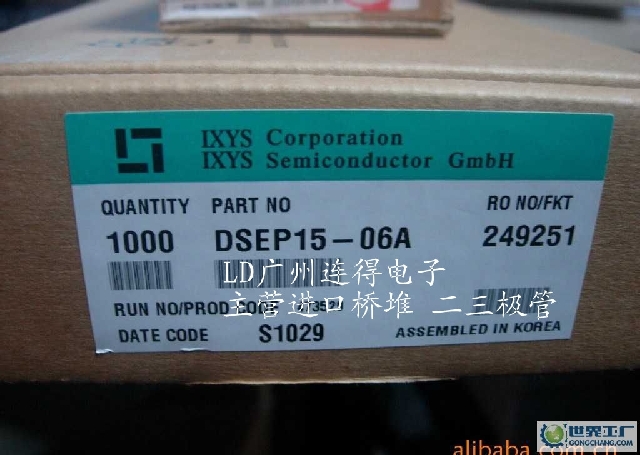 IXYS Corporation
IXYS Semiconductor GmbH
QUANTITY PART NO RO NO/FKT
1000 DSEP15-06A 249251
LD广州连得电子
主营进口桥堆 二三极管
RUN NO/PROD CODE
DATE CODE S1029 ASSEMBLED IN KOREA
世界工厂
GONGCHANG.COM
alibaba.com.cn